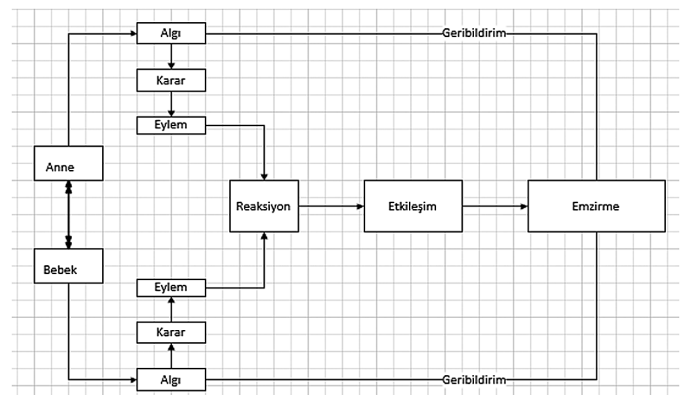 Algı
Geribildirim
Karar
Eylem
Anne
Reaksiyon
Etkileşim
Emzirme
Bebek
Eylem
Karar
Algı
Geribildirim